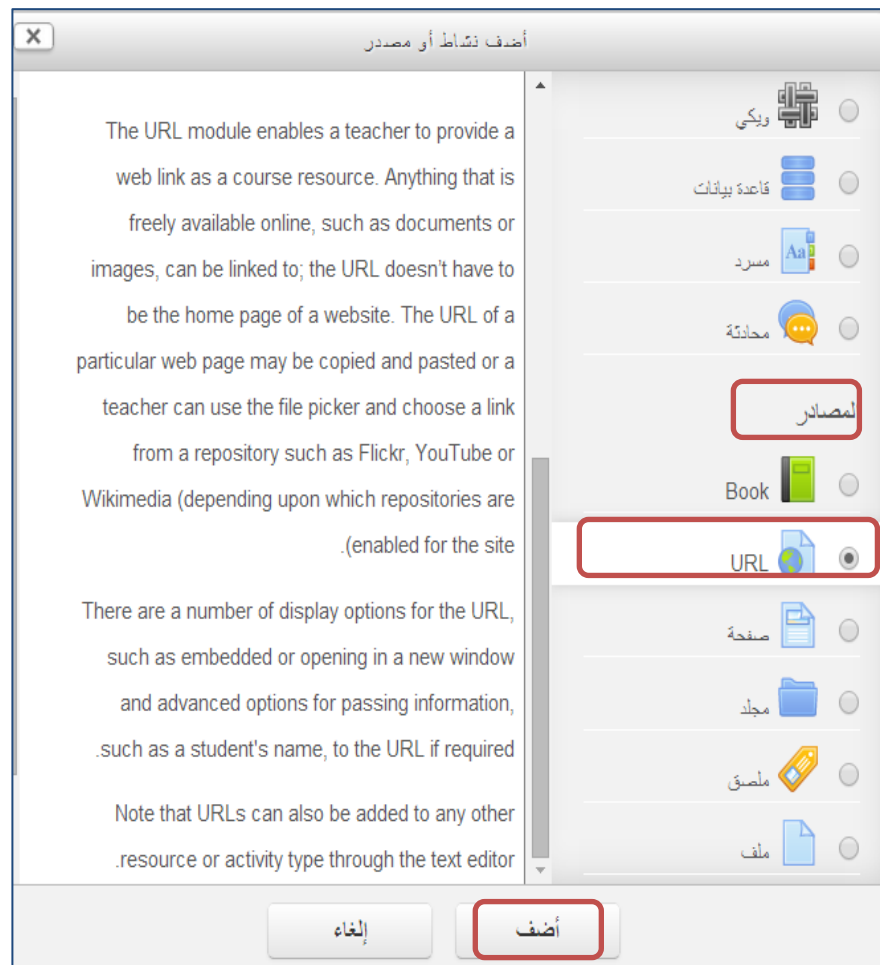 أضف نشاط أو مصدر
ويكي
قاعدة بيانات
مسرد
محادثة
المصادر
Book
URL
صفحة
مجلد
ملصق
ملف
The URL module enables a teacher to provide a
web link as a course resource. Anything that is
freely available online, such as documents or
images, can be linked to; the URL doesn't have to
be the home page of a website. The URL of a
particular web page may be copied and pasted or a
teacher can use the file picker and choose a link
from a repository such as Flickr, YouTube or
Wikimedia (depending upon which repositories are
.(enabled for the site
There are a number of display options for the URL,
such as embedded or opening in a new window
and advanced options for passing information,
.such as a student's name, to the URL if required
Note that URLs can also be added to any other
.resource or activity type through the text editor
أضف
إلغاء